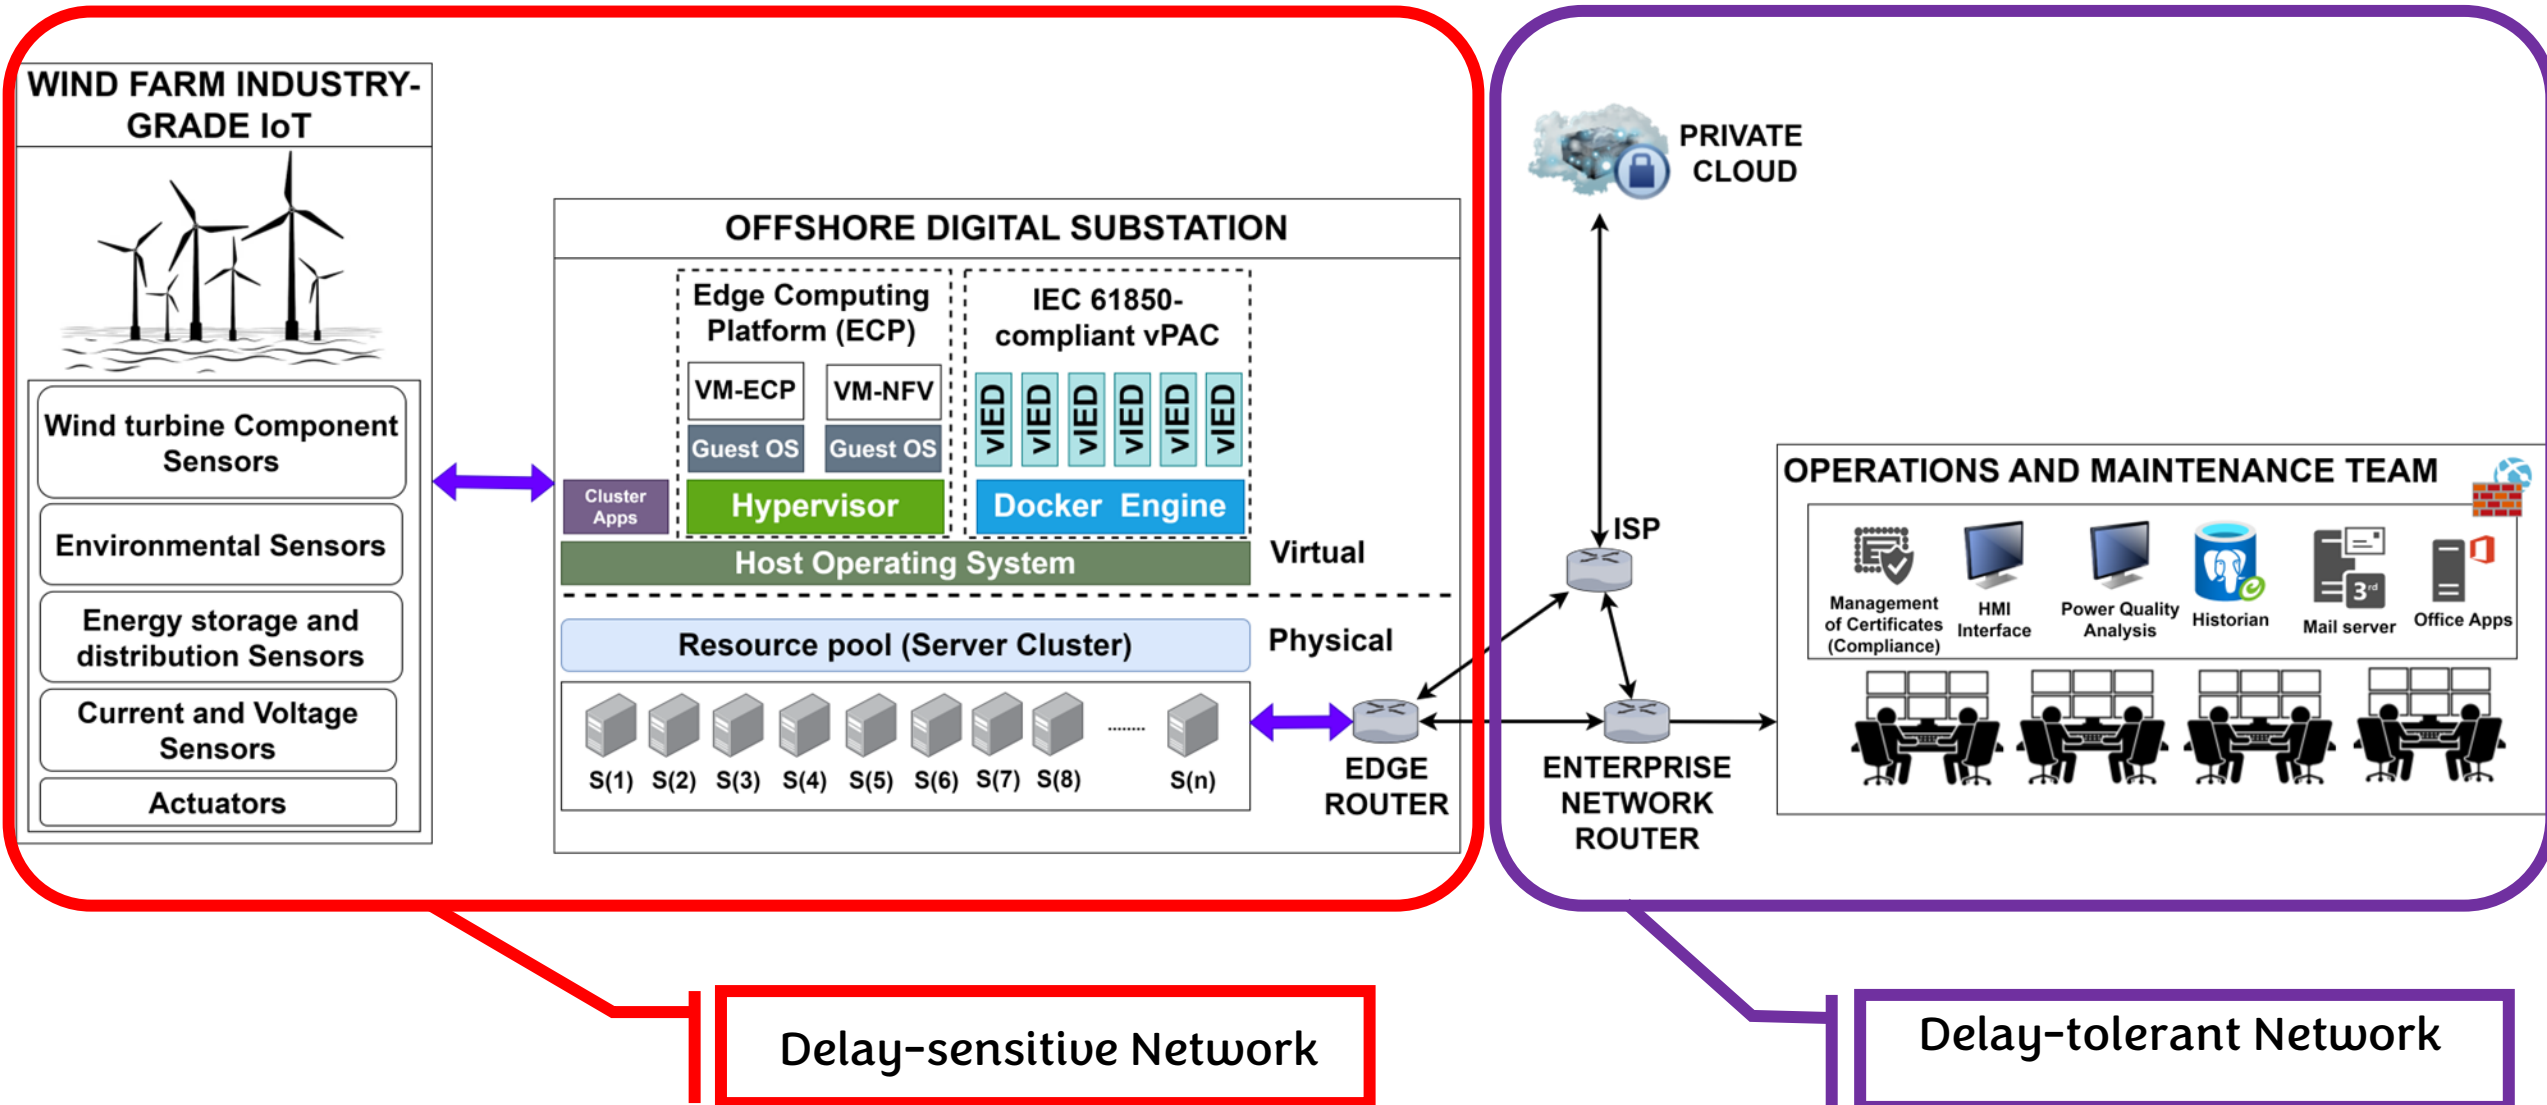 WIND FARM INDUSTRY-
GRADE IoT
Wind turbine Component
Sensors
Environmental Sensors
Energy storage and
distribution Sensors
Current and Voltage
Sensors
Actuators
OFFSHORE DIGITAL SUBSTATION
Edge Computing
Platform (ECP)
VM-ECP
VM-NFV
Guest OS
Guest OS
Hypervisor
Cluster
Apps
IEC 61850-
compliant vPAC
vIED
vIED
vIED
vIED
vIED
vIED
Docker Engine
Host Operating System
Virtual
Physical
Resource pool (Server Cluster)
S(1)
S(2)
S(3)
S(4)
S(5)
S(6)
S(7)
S(8)
........
S(n)
EDGE
ROUTER
PRIVATE
CLOUD
ISP
ENTERPRISE
NETWORK
ROUTER
OPERATIONS AND MAINTENANCE TEAM
Management
of Certificates
(Compliance)
HMI
Interface
Power Quality
Analysis
Historian
3rd
Mail server
Office Apps
Delay-sensitive Network
Delay-tolerant Network